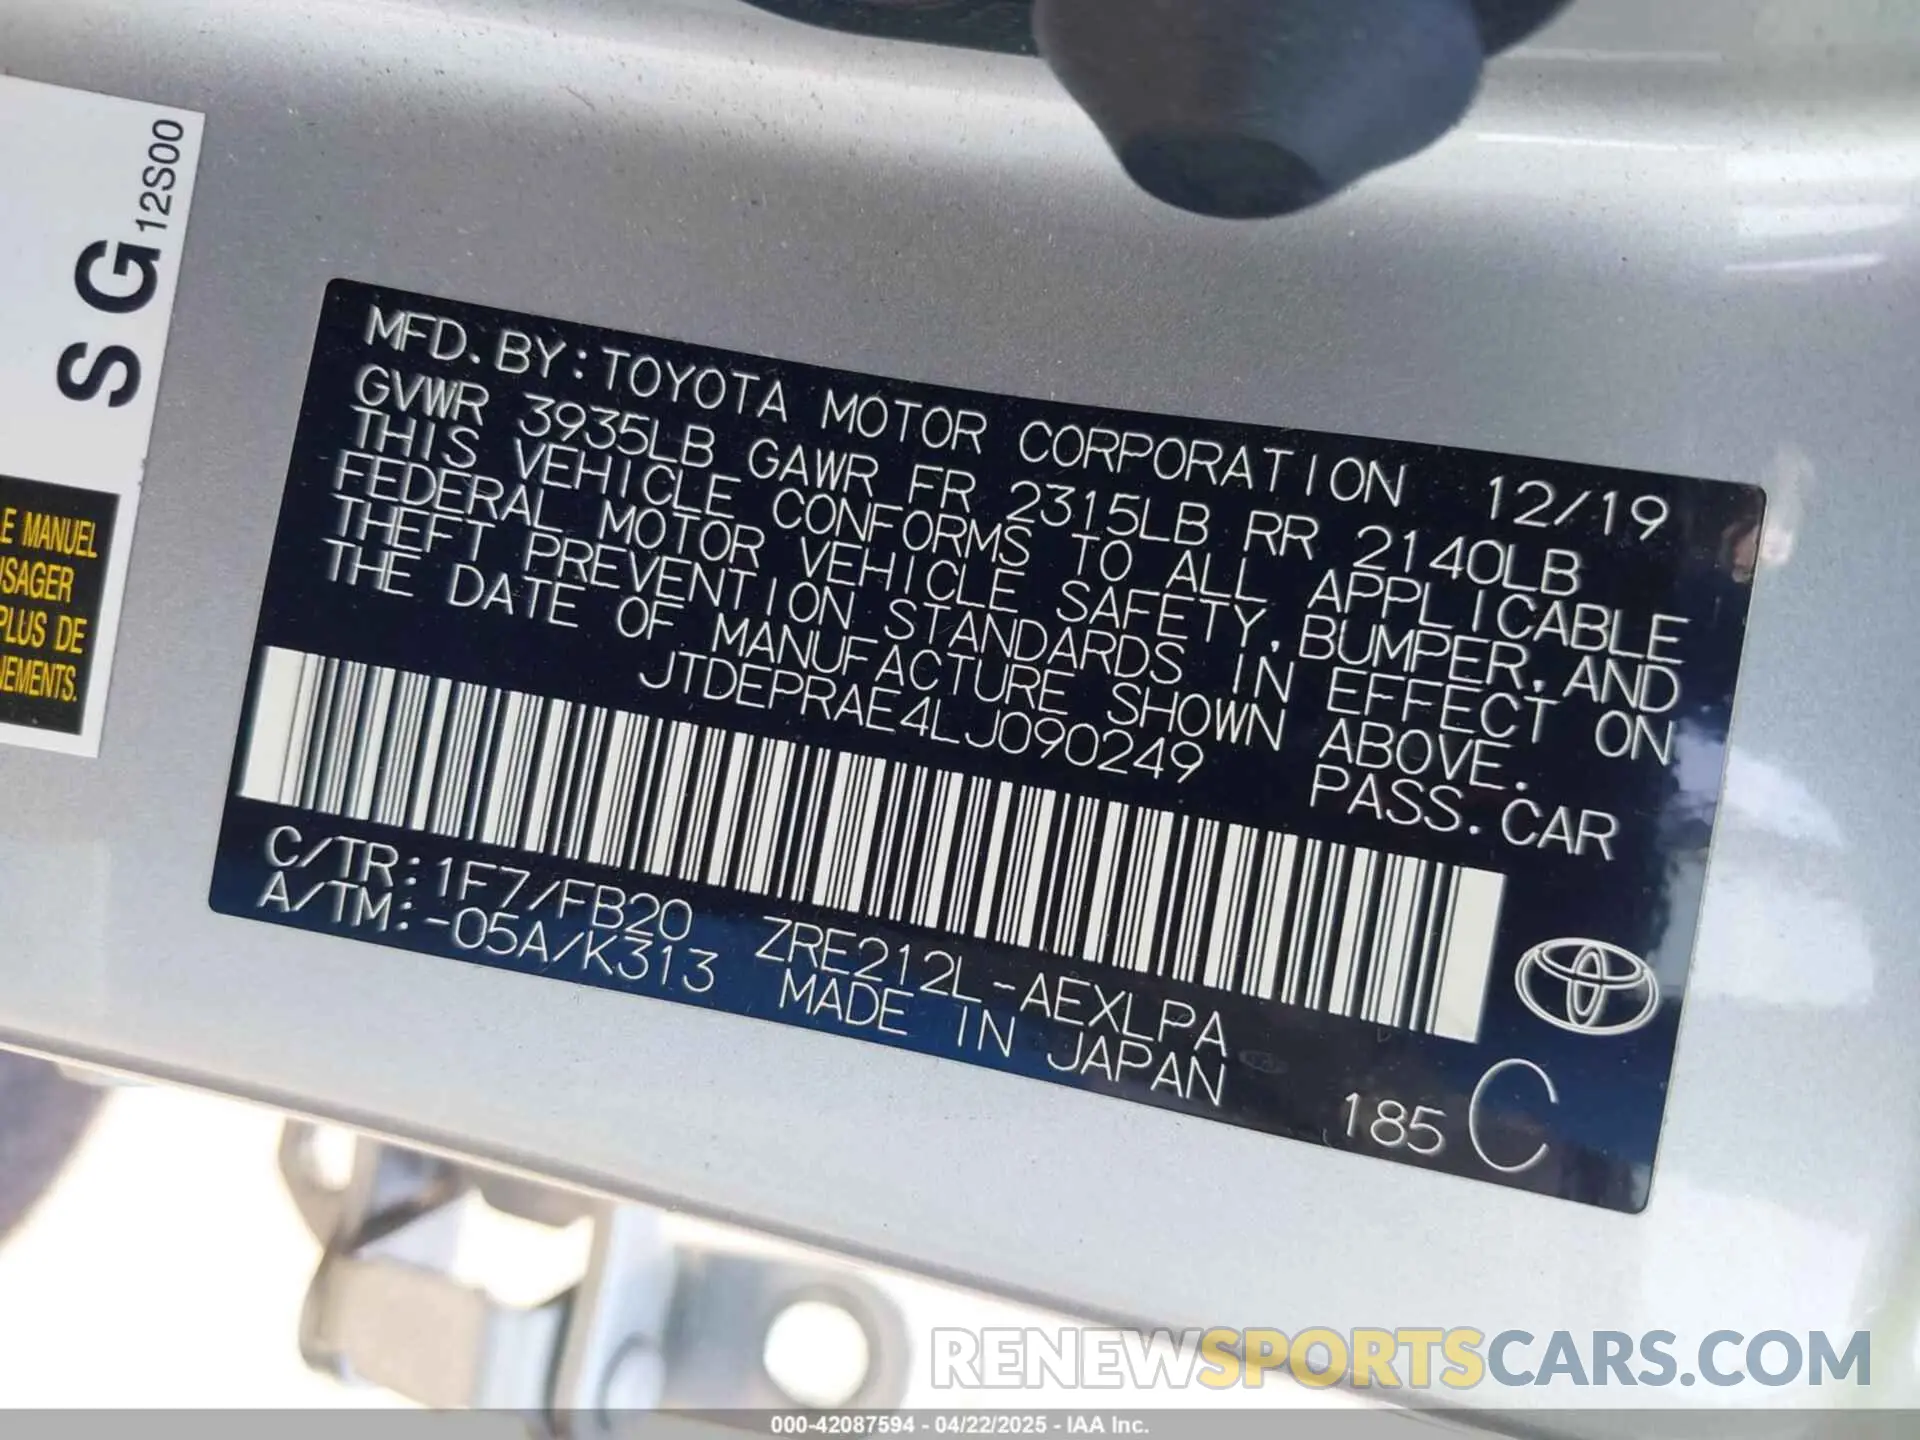 S G 12S00
LE MANUEL
USAGER
PLUS DE
NEMENTS.
MFD. BY: TOYOTA MOTOR CORPORATION 12/19
GVWR 3935LB GAWR FR 2315LB RR 2140LB
THIS VEHICLE CONFORMS TO ALL APPLICABLE
FEDERAL MOTOR VEHICLE SAFETY, BUMPER, AND
THEFT PREVENTION STANDARDS IN EFFECT ON
THE DATE OF MANUFACTURE SHOWN ABOVE.
JTDEPRAE4LJ090249 PASS. CAR
C/TR: 1F7/FB20 ZRE212L-AEXLPA
A/TM: -05A/K313 MADE IN JAPAN
185 C
RENEWSPORTSCARS.COM
000-42087594 - 04/22/2025 - IAA Inc.